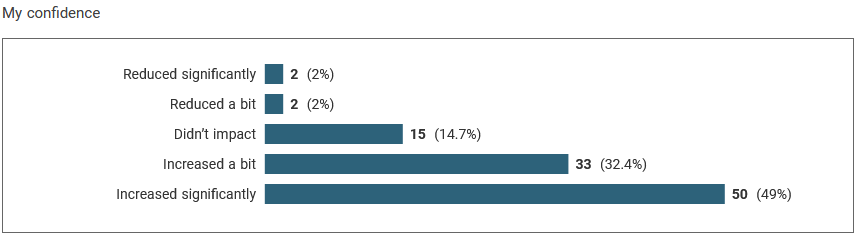 My confidence
Reduced significantly 2 (2%)
Reduced a bit 2 (2%)
Didn't impact 15 (14.7%)
Increased a bit 33 (32.4%)
Increased significantly 50 (49%)